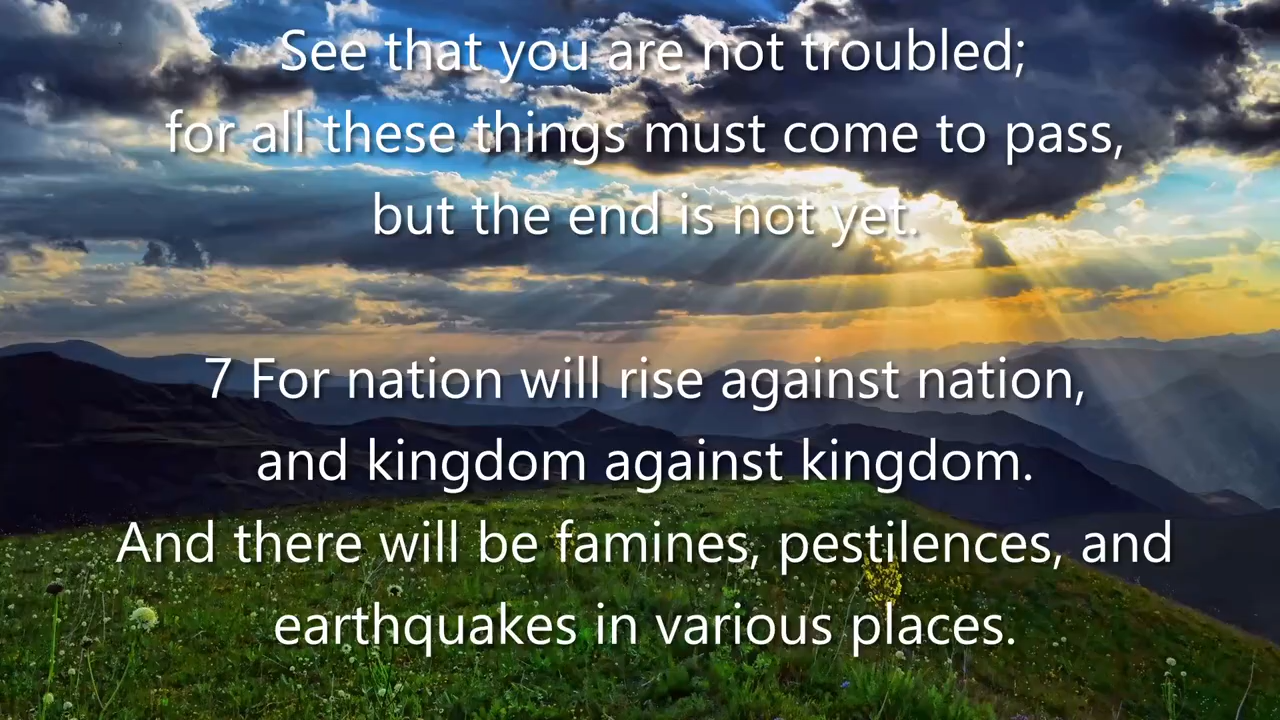 See that you are not troubled;
for all these things must come to pass,
but the end is not yet.
7 For nation will rise against nation,
and kingdom against kingdom.
And there will be famines, pestilences, and
earthquakes in various places.